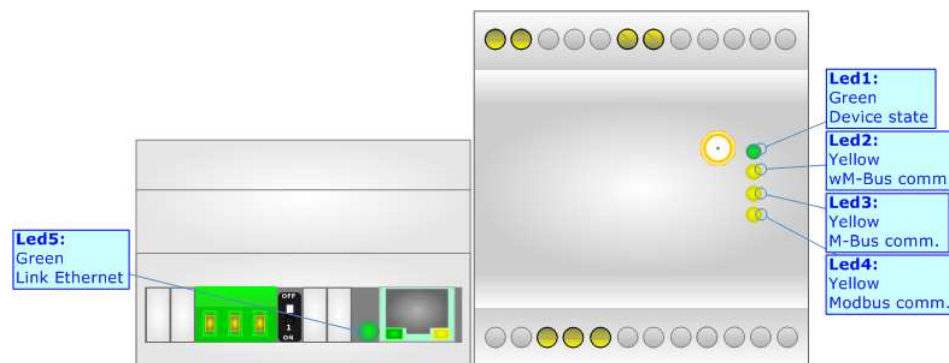 Led1:
Green
Device state
Led2:
Yellow
wM-Bus comm.
Led3:
Yellow
M-Bus comm.
Led4:
Yellow
Modbus comm.
Led5:
Green
Link Ethernet
OFF
1
ON